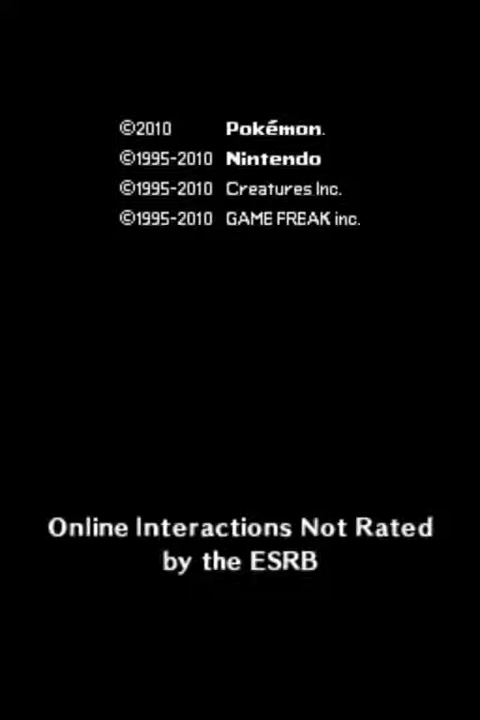 ©2010 Pokémon.
©1995-2010 Nintendo
©1995-2010 Creatures Inc.
©1995-2010 GAME FREAK inc.
Online Interactions Not Rated
by the ESRB